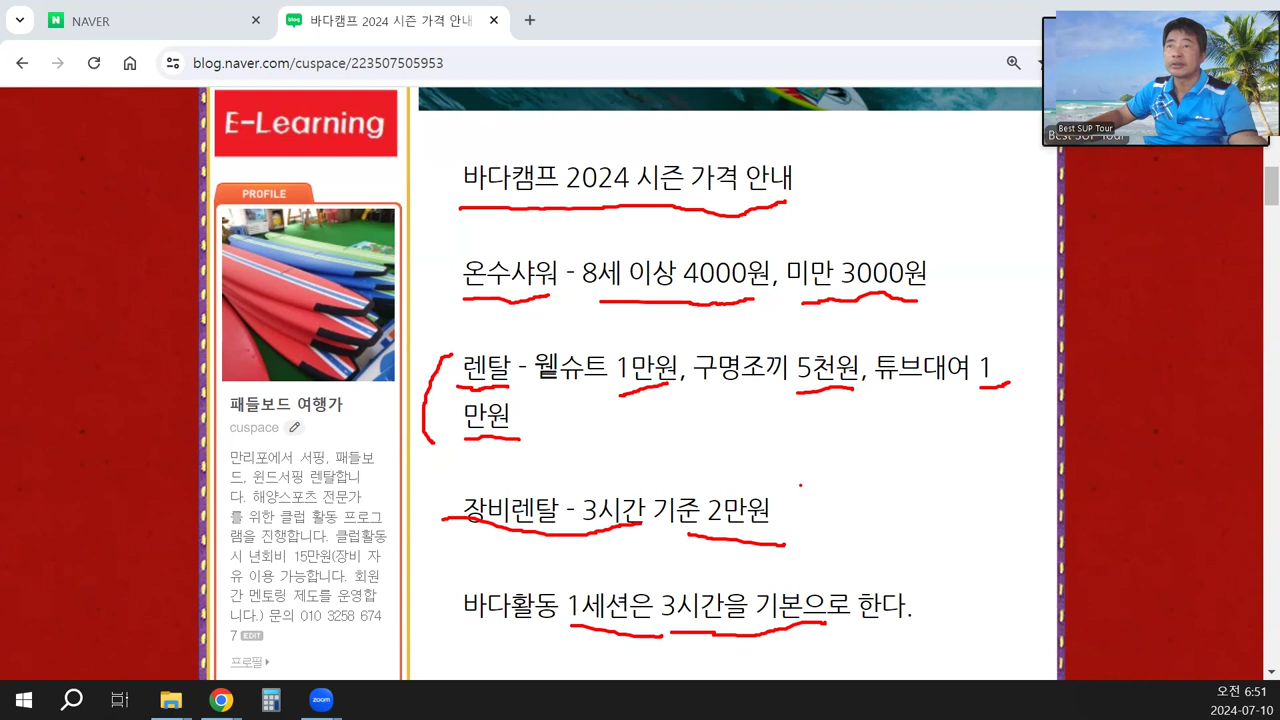 NAVER
바다캠프 2024 시즌 가격 안내
blog.naver.com/cuspace/223507505953
Best SUP Tour
Best SUP Tour
E-Learning
PROFILE
패들보드 여행가
cuspace
만리포에서 서핑, 패들보
드, 윈드서핑 렌탈합니
다. 해양스포츠 전문가
를 위한 클럽 활동 프로그
램을 진행합니다. 클럽활동
시 년회비 15만원(장비 자
유 이용 가능합니다. 회원
간 멘토링 제도를 운영합
니다.) 문의 010 3258 674
7 EDIT
프로필
바다캠프 2024 시즌 가격 안내
온수샤워 - 8세 이상 4000원, 미만 3000원
렌탈 - 웰슈트 1만원, 구명조끼 5천원, 튜브대여 1
만원
장비렌탈 - 3시간 기준 2만원
바다활동 1세션은 3시간을 기본으로 한다.
zoom
오전 6:51
2024-07-10